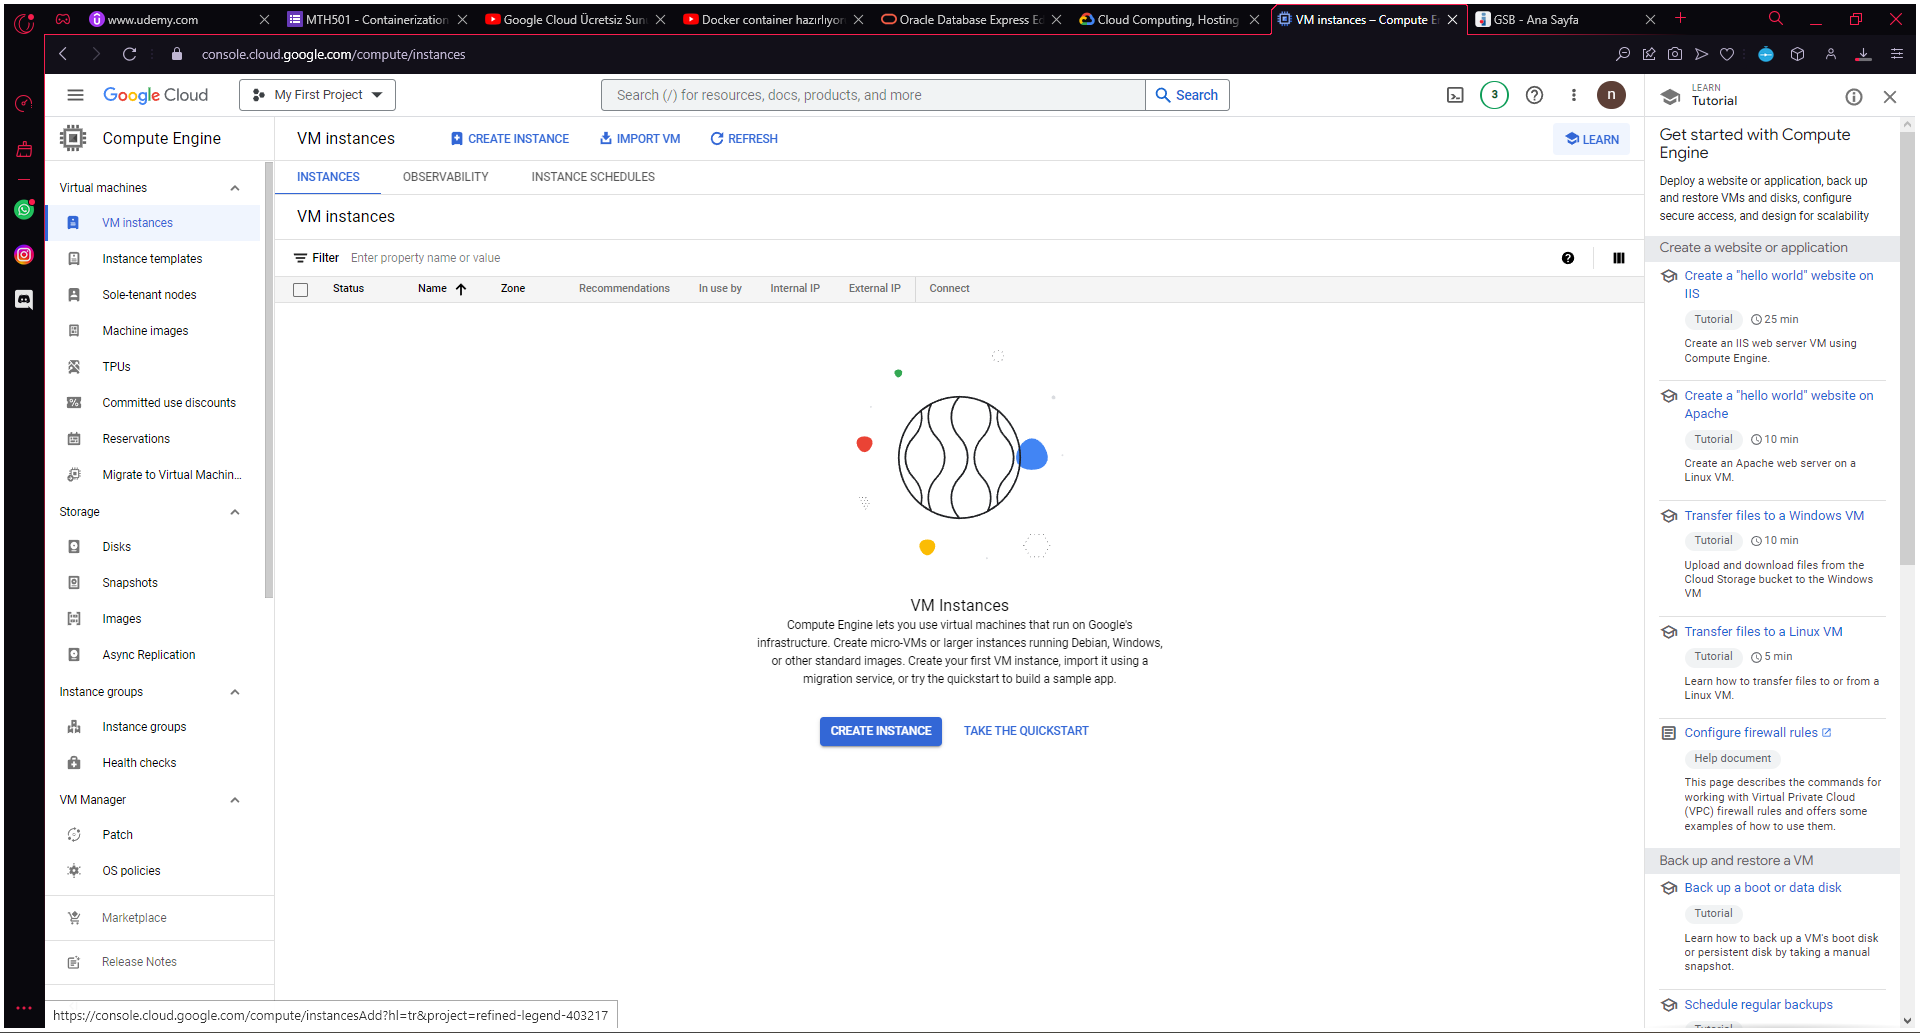 www.udemy.com
MTH501 - Containerization
Google Cloud Ücretsiz Sunu
Docker container hazırlıyor
Oracle Database Express Ed
Cloud Computing, Hosting
VM instances – Compute E
GSB - Ana Sayfa
console.cloud.google.com/compute/instances
Google Cloud
My First Project
Search (/) for resources, docs, products, and more
Search
3
n
LEARN
Tutorial
Compute Engine
VM instances
CREATE INSTANCE
IMPORT VM
REFRESH
LEARN
INSTANCES
OBSERVABILITY
INSTANCE SCHEDULES
Virtual machines
VM instances
Instance templates
Sole-tenant nodes
Machine images
TPUs
Committed use discounts
Reservations
Migrate to Virtual Machin...
Storage
Disks
Snapshots
Images
Async Replication
Instance groups
Instance groups
Health checks
VM Manager
Patch
OS policies
Marketplace
Release Notes
VM instances
Filter
Enter property name or value
Status
Name
Zone
Recommendations
In use by
Internal IP
External IP
Connect
VM Instances
Compute Engine lets you use virtual machines that run on Google's
infrastructure. Create micro-VMs or larger instances running Debian, Windows,
or other standard images. Create your first VM instance, import it using a
migration service, or try the quickstart to build a sample app.
CREATE INSTANCE
TAKE THE QUICKSTART
Get started with Compute
Engine
Deploy a website or application, back up
and restore VMs and disks, configure
secure access, and design for scalability
Create a website or application
Create a "hello world" website on
IIS
Tutorial
25 min
Create an IIS web server VM using
Compute Engine.
Create a "hello world" website on
Apache
Tutorial
10 min
Create an Apache web server on a
Linux VM.
Transfer files to a Windows VM
Tutorial
10 min
Upload and download files from the
Cloud Storage bucket to the Windows
VM
Transfer files to a Linux VM
Tutorial
5 min
Learn how to transfer files to or from a
Linux VM.
Configure firewall rules
Help document
This page describes the commands for
working with Virtual Private Cloud
(VPC) firewall rules and offers some
examples of how to use them.
Back up and restore a VM
Back up a boot or data disk
Tutorial
Learn how to back up a VM's boot disk
or persistent disk by taking a manual
snapshot.
Schedule regular backups
Tutorial
https://console.cloud.google.com/compute/instancesAdd?hl=tr&project=refined-legend-403217